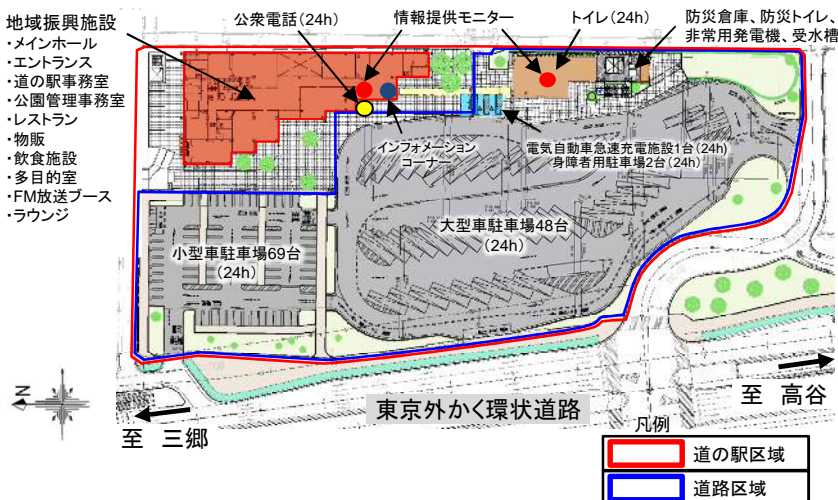 地域振興施設
・メインホール
・エントランス
・道の駅事務室
・公園管理事務室
・レストラン
・物販
・飲食施設
・多目的室
・FM放送ブース
・ラウンジ
公衆電話(24h)
情報提供モニター
トイレ(24h)
防災倉庫、防災トイレ、
非常用発電機、受水槽
インフォメーション
コーナー
電気自動車急速充電施設1台(24h)
身障者用駐車場2台(24h)
大型車駐車場48台
(24h)
小型車駐車場69台
(24h)
N
至 三郷
東京外かく環状道路
至 高谷
凡例
道の駅区域
道路区域